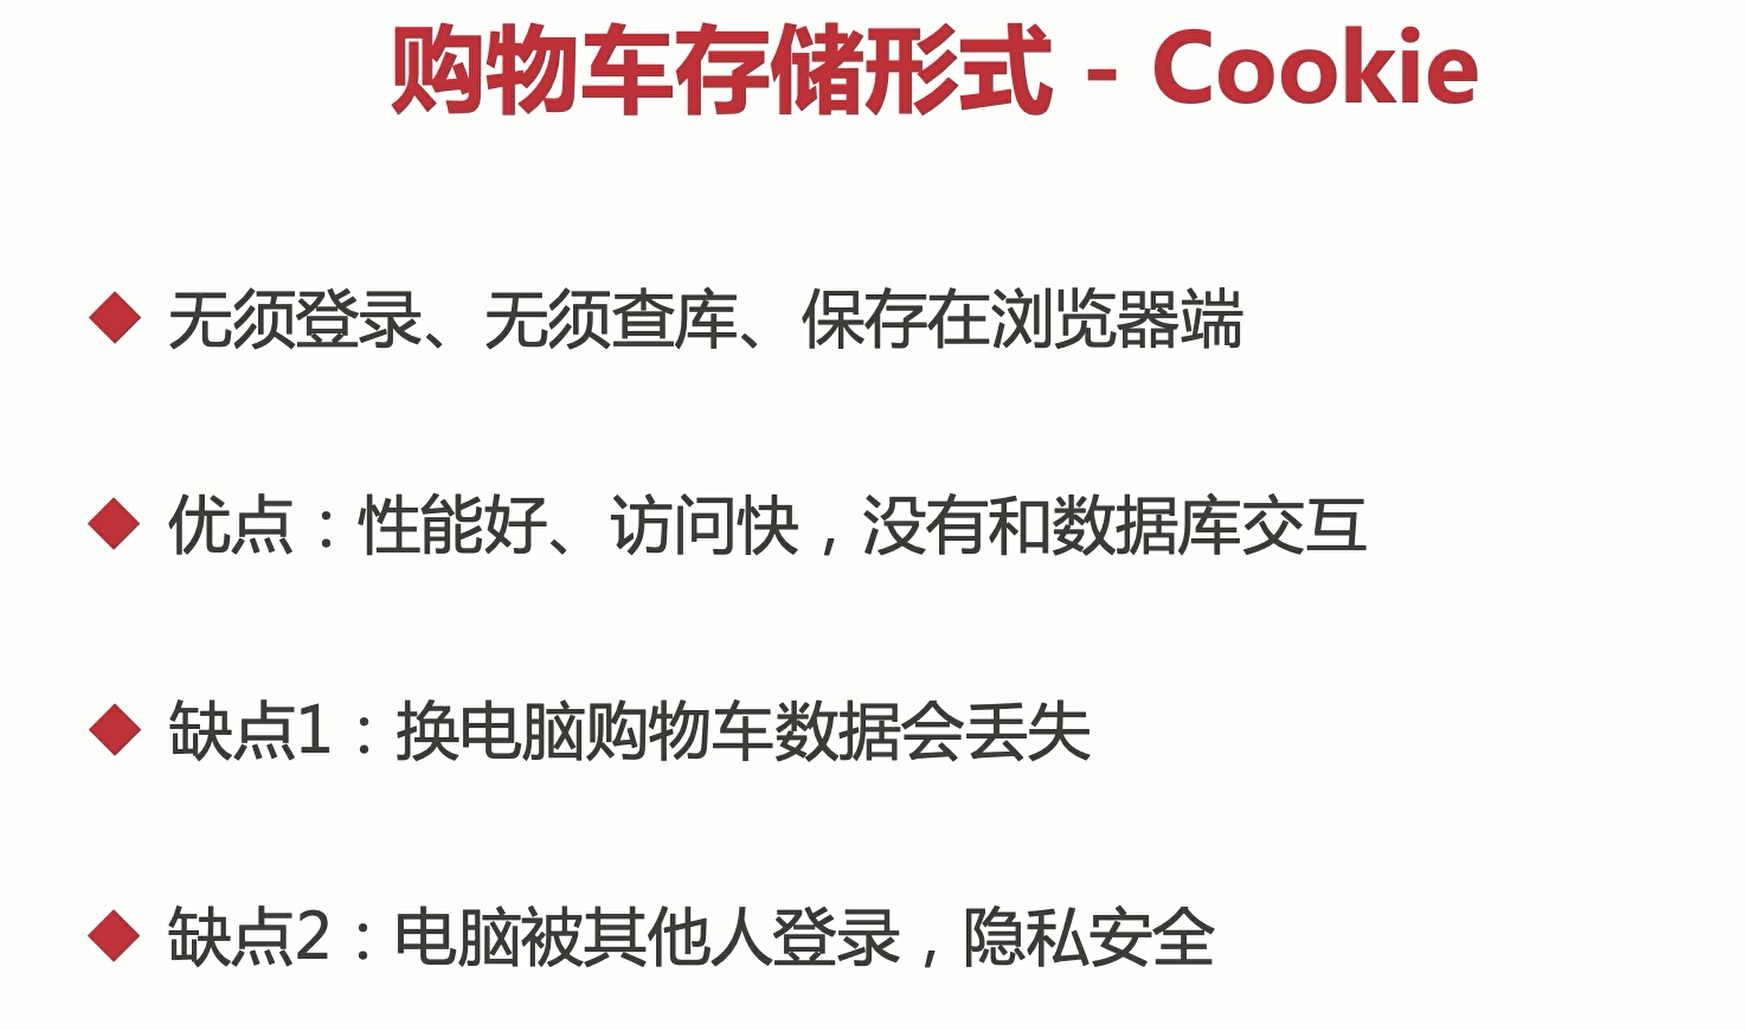 购物车存储形式 - Cookie
无须登录、无须查库、保存在浏览器端
优点：性能好、访问快，没有和数据库交互
缺点1：换电脑购物车数据会丢失
缺点2：电脑被其他人登录，隐私安全